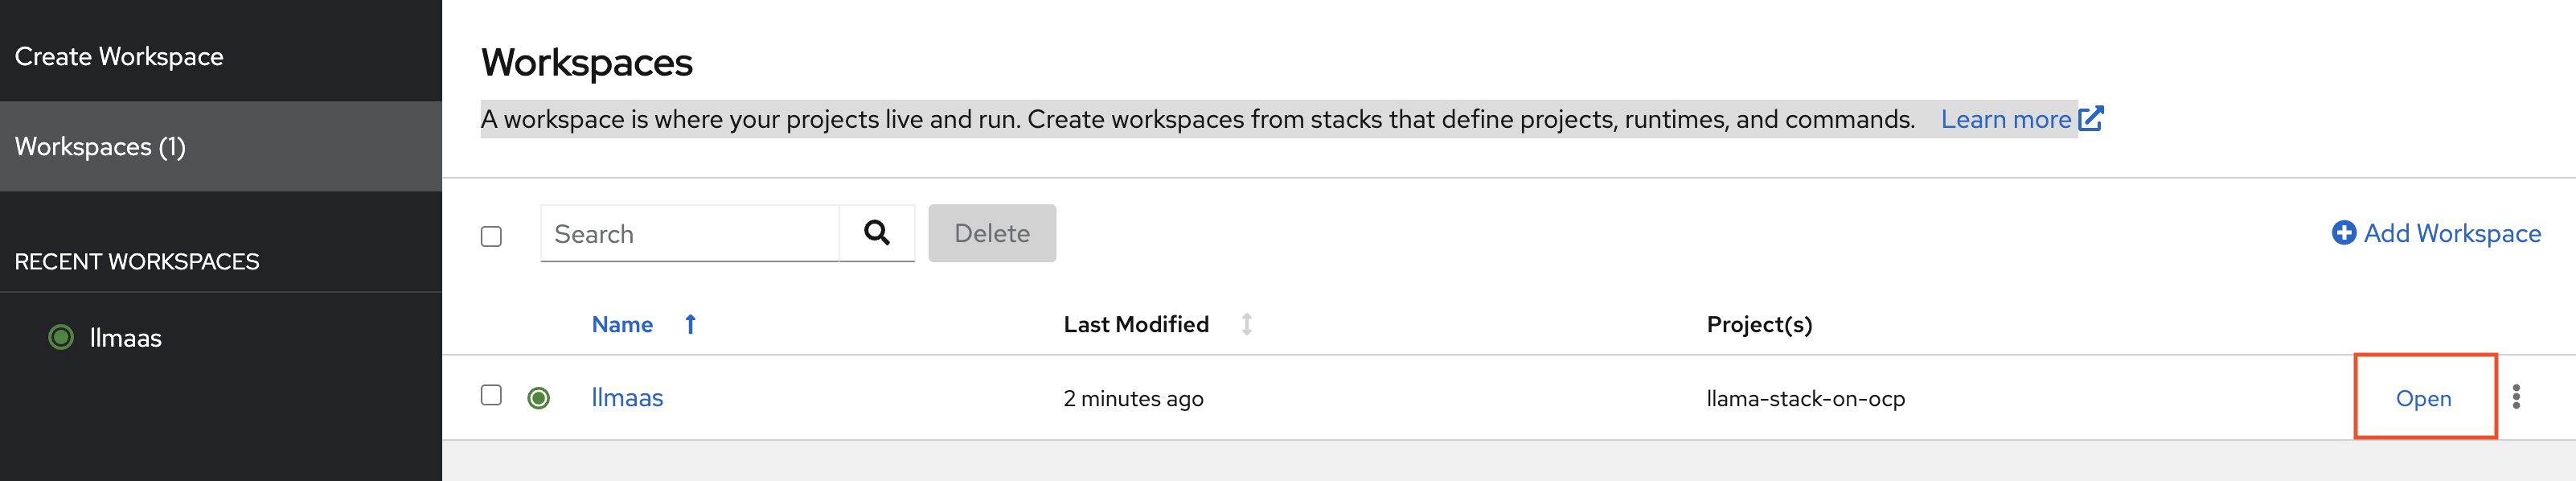 Create Workspace
Workspaces (1)
RECENT WORKSPACES
llmaas
Workspaces
A workspace is where your projects live and run. Create workspaces from stacks that define projects, runtimes, and commands. Learn more
Search Delete Add Workspace
Name Last Modified Project(s)
llmaas 2 minutes ago llama-stack-on-ocp Open